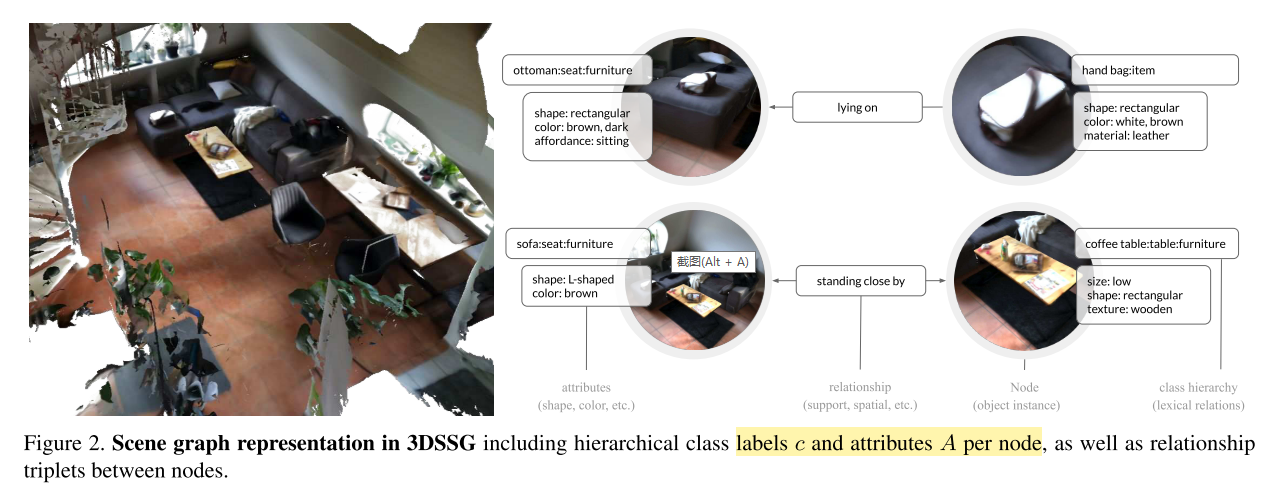 ottoman:seat:furniture
shape: rectangular
color: brown, dark
affordance: sitting
lying on
hand bag:item
shape: rectangular
color: white, brown
material: leather
sofa:seat:furniture
shape: L-shaped
color: brown
截图(Alt + A)
standing close by
coffee table:table:furniture
size: low
shape: rectangular
texture: wooden
attributes
(shape, color, etc.)
relationship
(support, spatial, etc.)
Node
(object instance)
class hierarchy
(lexical relations)
Figure 2. Scene graph representation in 3DSSG including hierarchical class labels c and attributes A per node, as well as relationship
triplets between nodes.